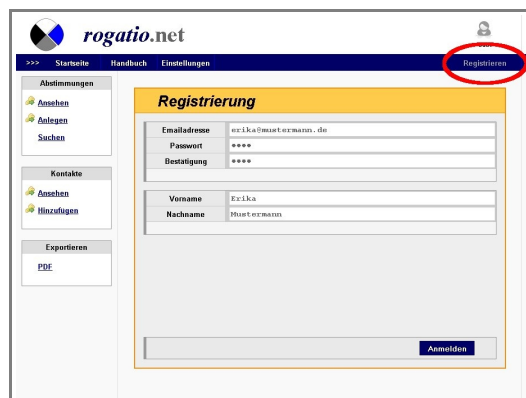 rogatio.net
>>> Startseite Handbuch Einstellungen Registrieren
Abstimmungen
Ansehen
Anlegen
Suchen
Kontakte
Ansehen
Hinzufügen
Exportieren
PDF
Registrierung
Emailadresse erika@mustermann.de
Passwort ****
Bestätigung ****
Vorname Erika
Nachname Mustermann
Anmelden